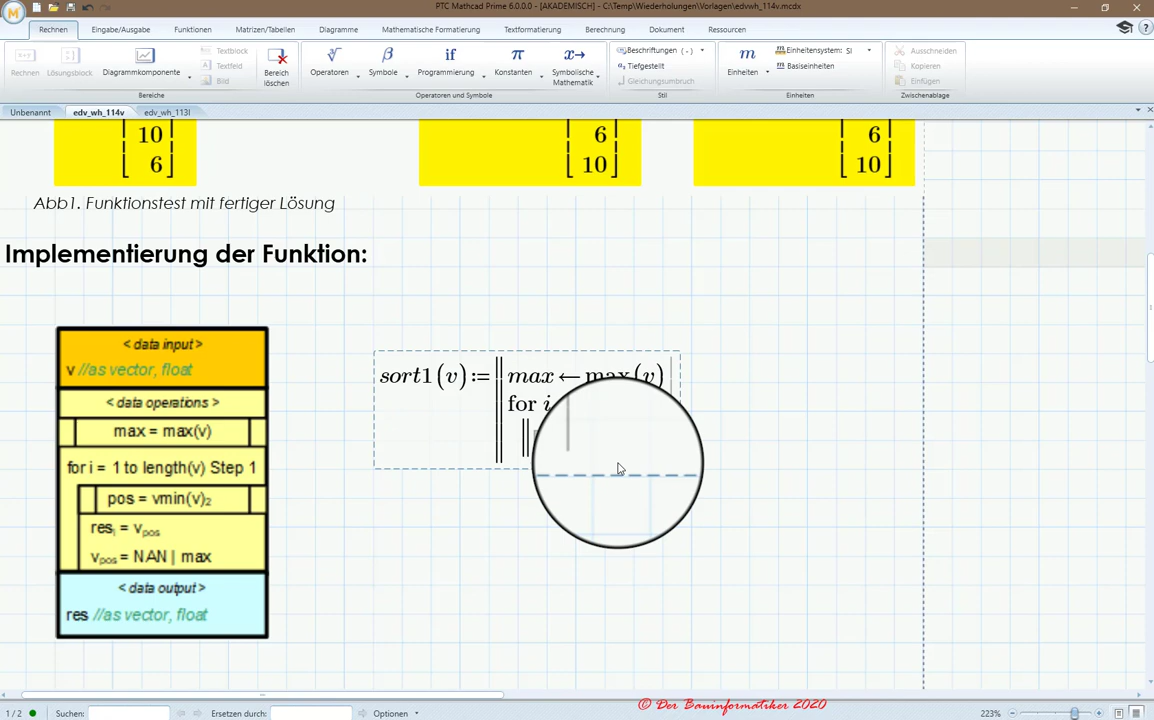 PTC Mathcad Prime 6.0.0.0 - [AKADEMISCH] - C:\Temp\Wiederholungen\Vorlagen\edvwh_114v.mcdx
Rechnen Eingabe/Ausgabe Funktionen Matrizen/Tabellen Diagramme Mathematische Formatierung Textformatierung Berechnung Dokument Ressourcen
Rechnen Lösungsblock Diagrammkomponente Textblock Textfeld Bild Bereich löschen Operatoren Symbole Programmierung Konstanten Symbolische Mathematik Beschriftungen ( - ) Tiefgestellt Gleichungsumbruch Einheiten Einheitensystem: SI Basiseinheiten Ausschneiden Kopieren Einfügen
Bereiche Operatoren und Symbole Stil Einheiten Zwischenablage
Unbenannt edv_wh_114v edv_wh_113l
10 6 6
6 10 10
Abb1. Funktionstest mit fertiger Lösung
Implementierung der Funktion:
< data input >
v //as vector, float
< data operations >
max = max(v)
for i = 1 to length(v) Step 1
pos = vmin(v)₂
resᵢ = vpos
vpos = NAN | max
< data output >
res //as vector, float
sort1(v):= max ← max(v)
for i
© Der Bauinformatiker 2020
1 / 2 Suchen: Ersetzen durch: Optionen 223%